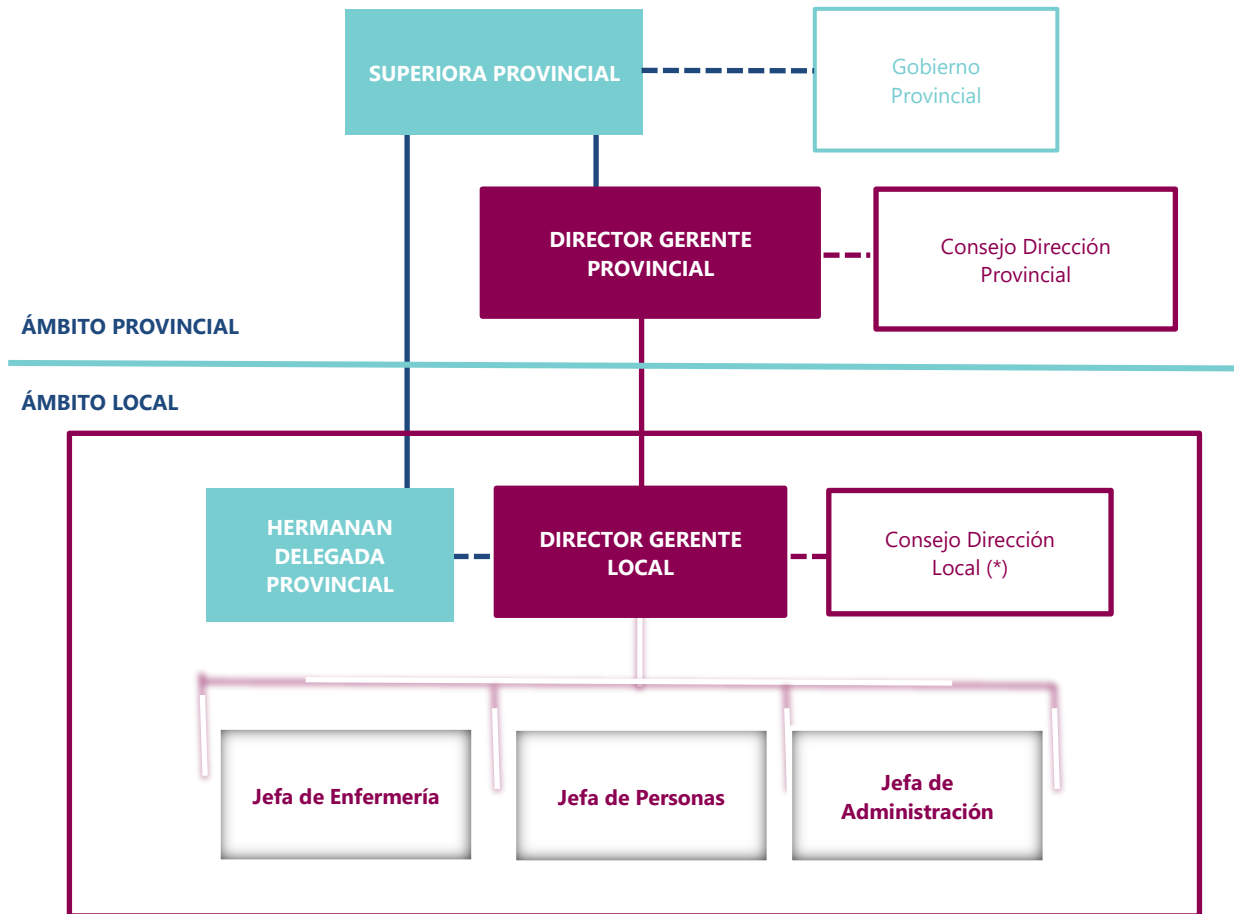 SUPERIORA PROVINCIAL
Gobierno
Provincial
DIRECTOR GERENTE
PROVINCIAL
Consejo Dirección
Provincial
ÁMBITO PROVINCIAL
ÁMBITO LOCAL
HERMANAN
DELEGADA
PROVINCIAL
DIRECTOR GERENTE
LOCAL
Consejo Dirección
Local (*)
Jefa de Enfermería
Jefa de Personas
Jefa de
Administración